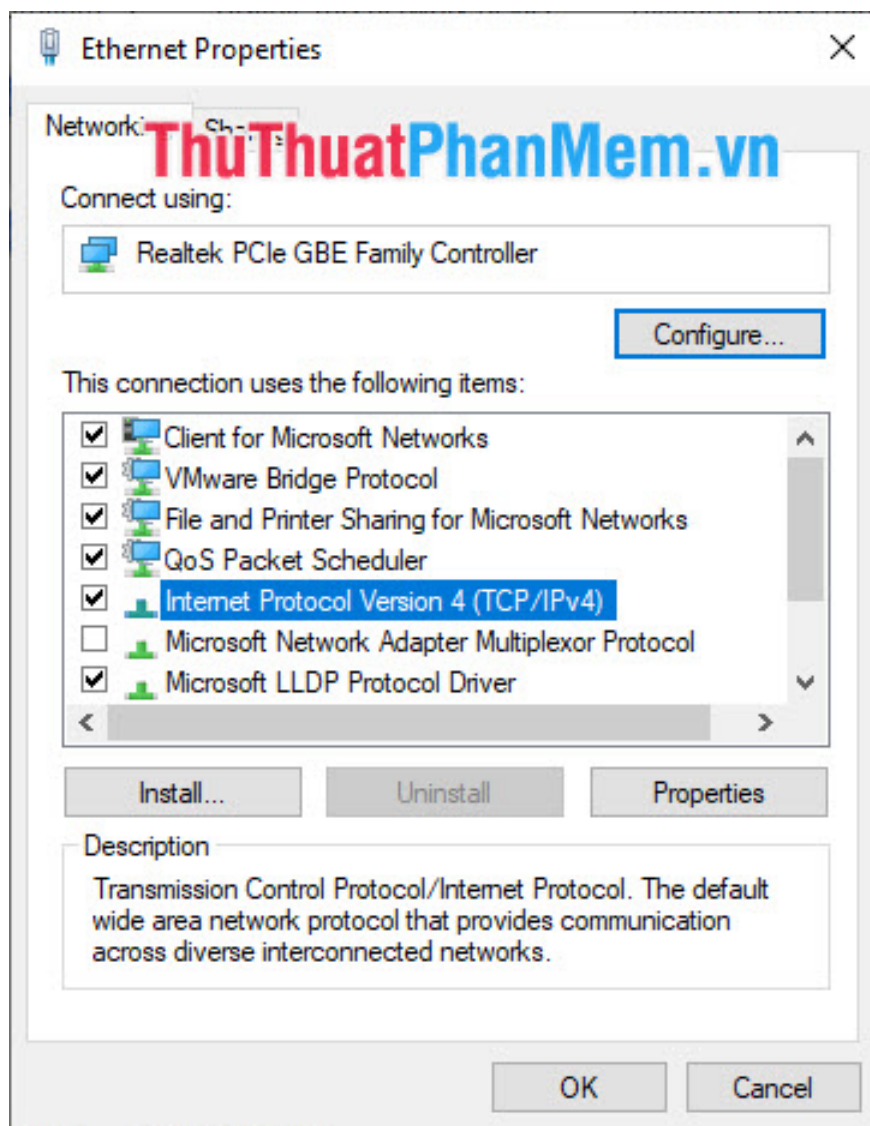 Ethernet Properties
ThuThuatPhanMem.vn
Connect using:
Realtek PCIe GBE Family Controller
Configure...
This connection uses the following items:
Client for Microsoft Networks
VMware Bridge Protocol
File and Printer Sharing for Microsoft Networks
QoS Packet Scheduler
Internet Protocol Version 4 (TCP/IPv4)
Microsoft Network Adapter Multiplexor Protocol
Microsoft LLDP Protocol Driver
Install... Uninstall Properties
Description
Transmission Control Protocol/Internet Protocol. The default
wide area network protocol that provides communication
across diverse interconnected networks.
OK Cancel